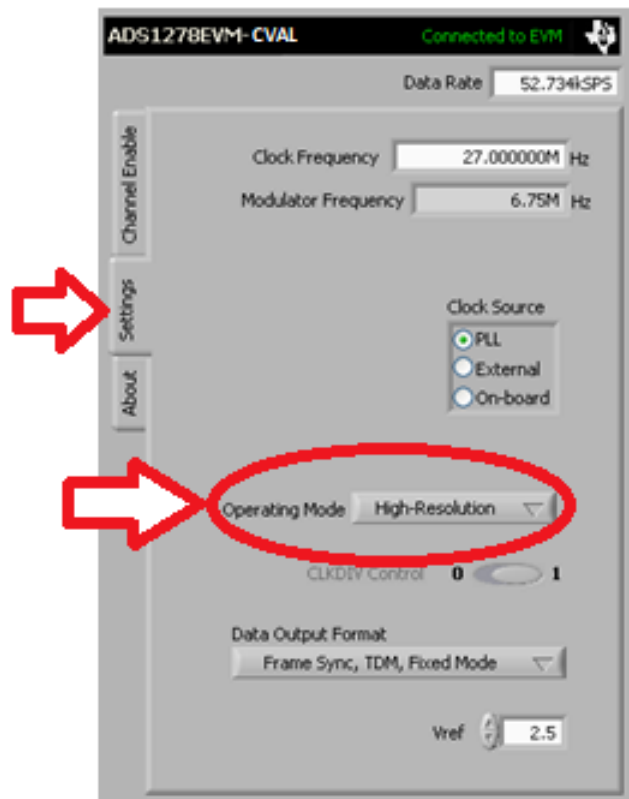 ADS1278EVM-CVAL Connected to EVM
Data Rate 52.734kSPS
Channel Enable
Settings
About
Clock Frequency 27.000000M Hz
Modulator Frequency 6.75M Hz
Clock Source
PLL
External
On-board
Operating Mode High-Resolution
CLKDIV Control 0 1
Data Output Format
Frame Sync, TDM, Fixed Mode
Vref 2.5